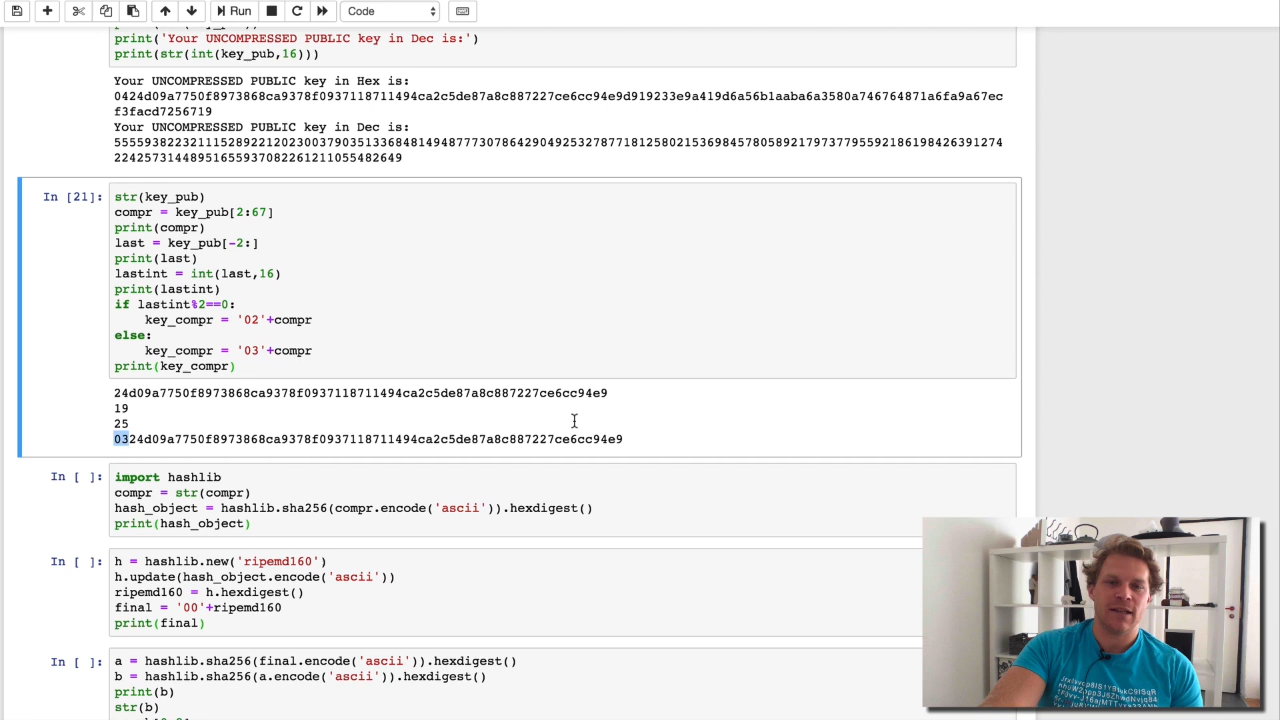 Run
Code
print('Your UNCOMPRESSED PUBLIC key in Dec is:')
print(str(int(key_pub,16)))
Your UNCOMPRESSED PUBLIC key in Hex is:
0424d09a7750f8973868ca9378f0937118711494ca2c5de87a8c887227ce6cc94e9d919233e9a419d6a56b1aaba6a3580a746764871a6fa9a67ec
f3facd7256719
Your UNCOMPRESSED PUBLIC key in Dec is:
55559382232111528922120230037903513368481494877730786429049253278771812580215369845780589217973779559218619842639127 4
224257314489516559370822612110554826 49
In [21]:
str(key_pub)
compr = key_pub[2:67]
print(compr)
last = key_pub[-2:]
print(last)
lastint = int(last,16)
print(lastint)
if lastint%2==0:
    key_compr = '02'+compr
else:
    key_compr = '03'+compr
print(key_compr)
24d09a7750f8973868ca9378f0937118711494ca2c5de87a8c887227ce6cc94e9
19
25
0324d09a7750f8973868ca9378f0937118711494ca2c5de87a8c887227ce6cc94e9
In [ ]:
import hashlib
compr = str(compr)
hash_object = hashlib.sha256(compr.encode('ascii')).hexdigest()
print(hash_object)
In [ ]:
h = hashlib.new('ripemd160')
h.update(hash_object.encode('ascii'))
ripemd160 = h.hexdigest()
final = '00'+ripemd160
print(final)
In [ ]:
a = hashlib.sha256(final.encode('ascii')).hexdigest()
b = hashlib.sha256(a.encode('ascii')).hexdigest()
print(b)
str(b)